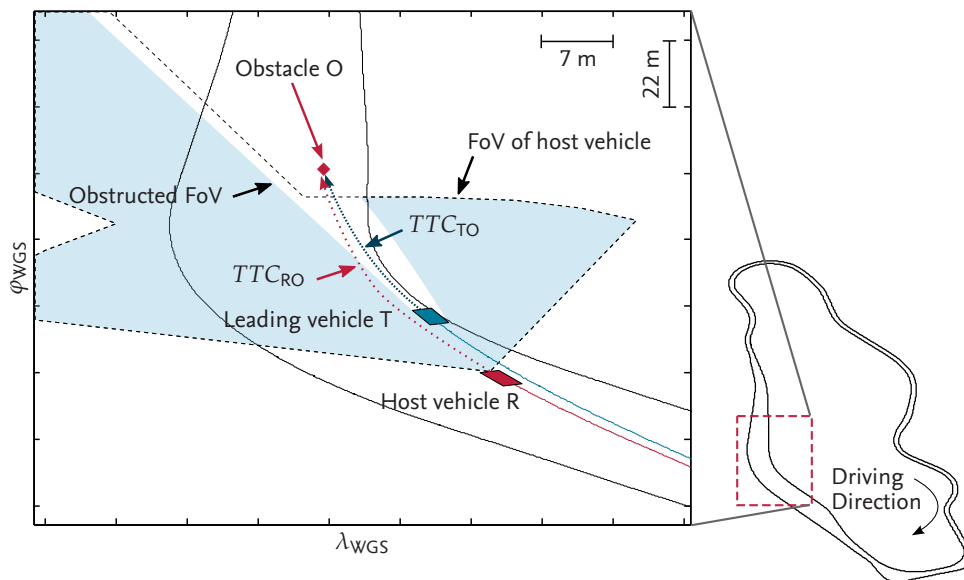 7 m
22 m
Obstacle O
FoV of host vehicle
Obstructed FoV
TTC_TO
TTC_RO
Leading vehicle T
Host vehicle R
φ_WGS
λ_WGS
Driving
Direction